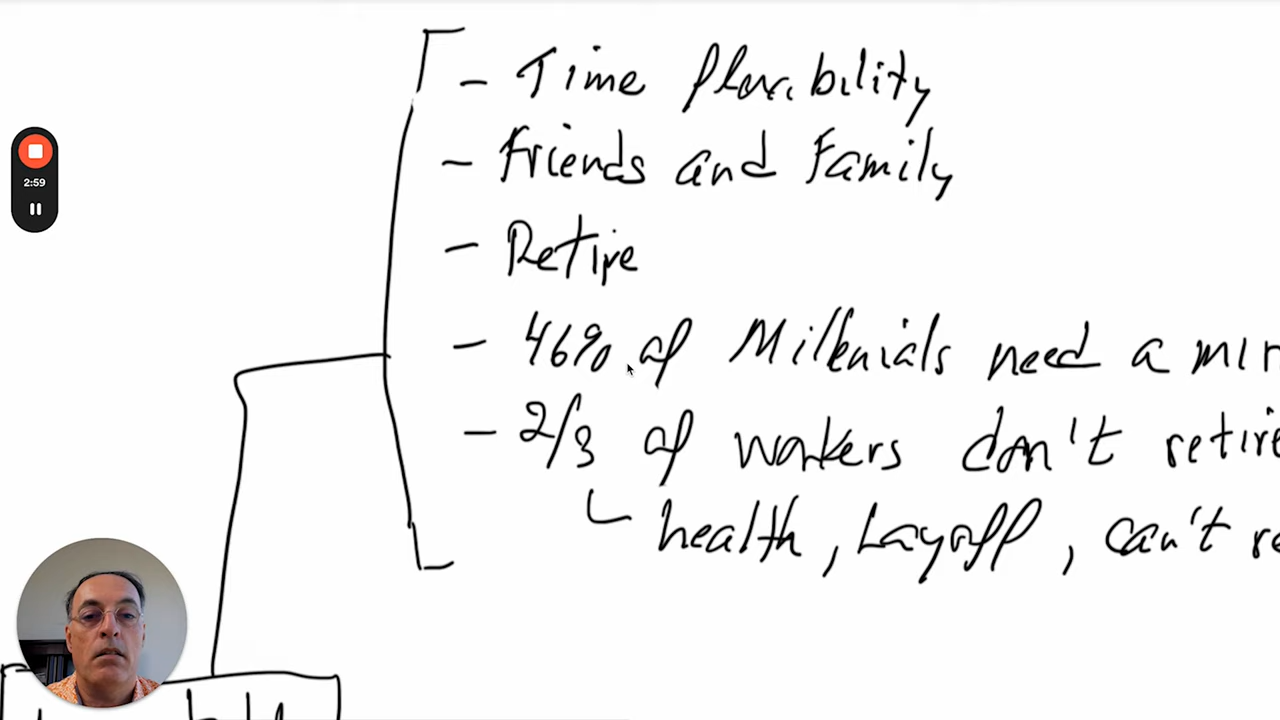 - Time flexibility
- Friends and Family
2:59
- Retire
- 46% of Millenials need a min
- 2/3 of workers don't retire
health, Layoff, can't re